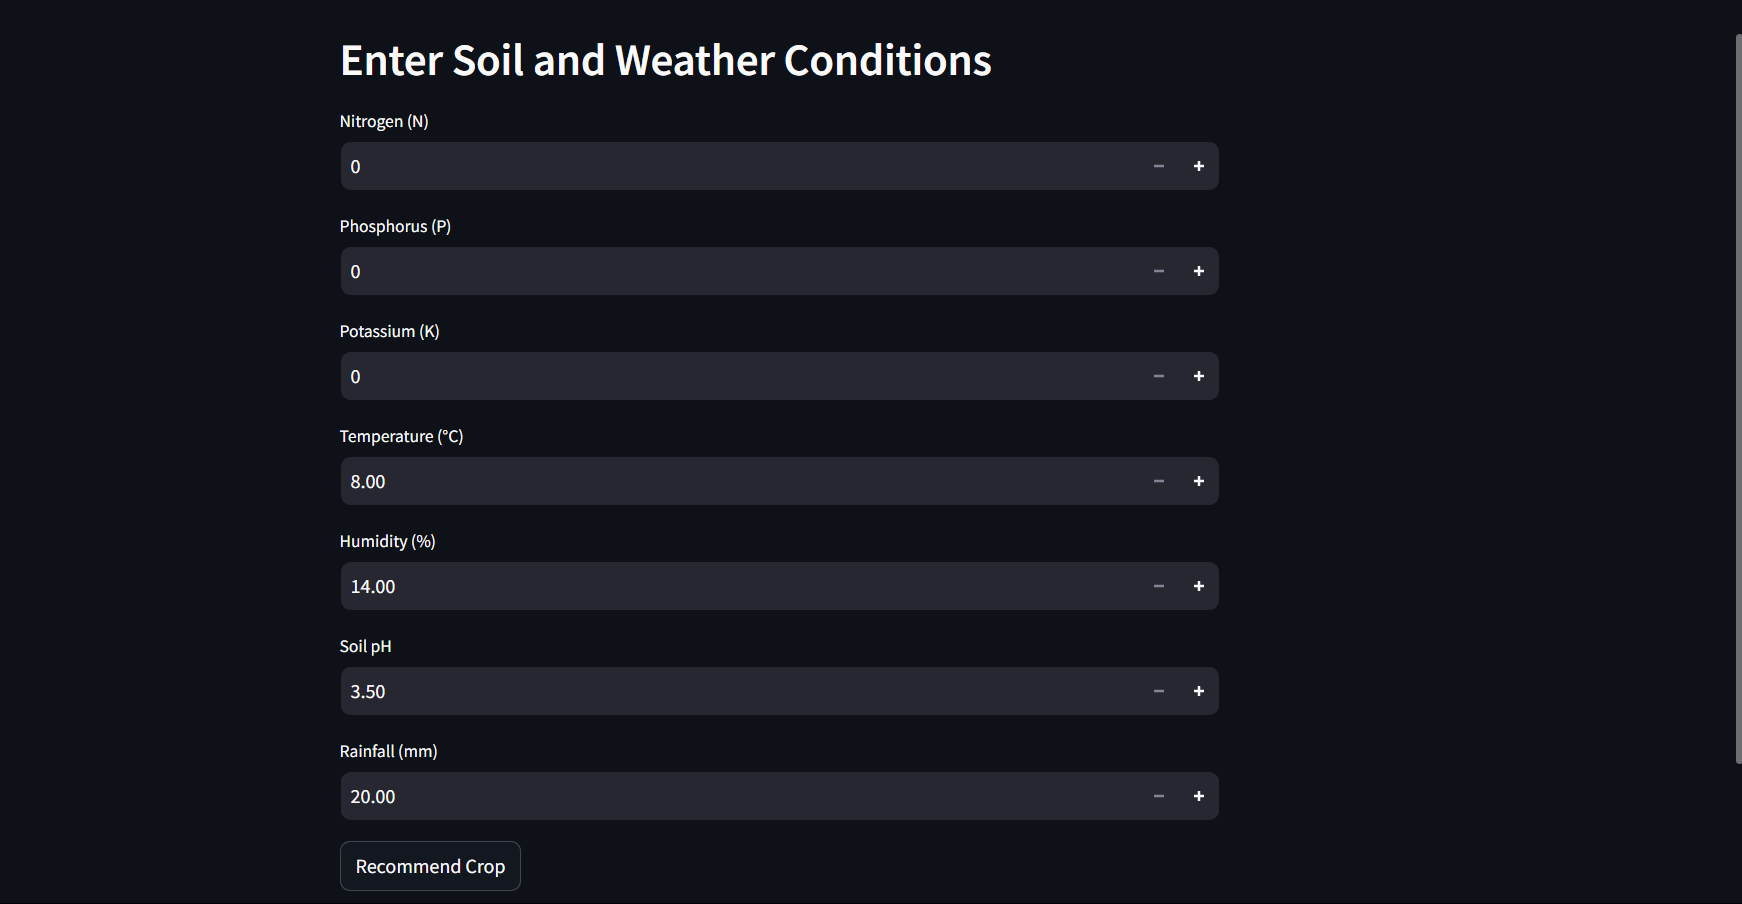 Enter Soil and Weather Conditions
Nitrogen (N)
0
Phosphorus (P)
0
Potassium (K)
0
Temperature (°C)
8.00
Humidity (%)
14.00
Soil pH
3.50
Rainfall (mm)
20.00
Recommend Crop